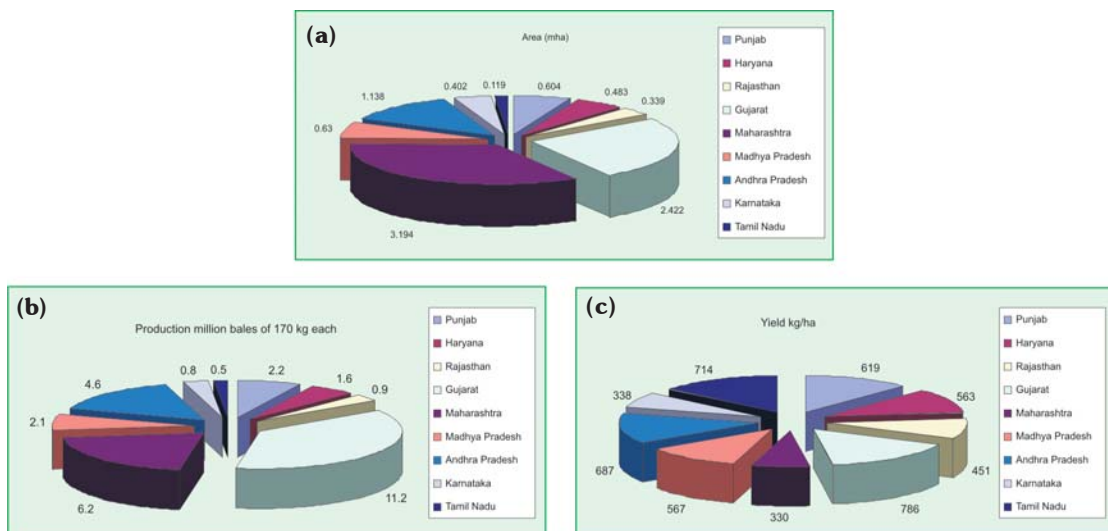 (a)
Area (mha)
0.402
0.119
0.604
0.483
0.339
1.138
0.63
2.422
3.194
Punjab
Haryana
Rajasthan
Gujarat
Maharashtra
Madhya Pradesh
Andhra Pradesh
Karnataka
Tamil Nadu
(b)
Production million bales of 170 kg each
0.8
0.5
2.2
1.6
0.9
4.6
2.1
6.2
11.2
Punjab
Haryana
Rajasthan
Gujarat
Maharashtra
Madhya Pradesh
Andhra Pradesh
Karnataka
Tamil Nadu
(c)
Yield kg/ha
714
619
563
338
451
687
567
330
786
Punjab
Haryana
Rajasthan
Gujarat
Maharashtra
Madhya Pradesh
Andhra Pradesh
Karnataka
Tamil Nadu